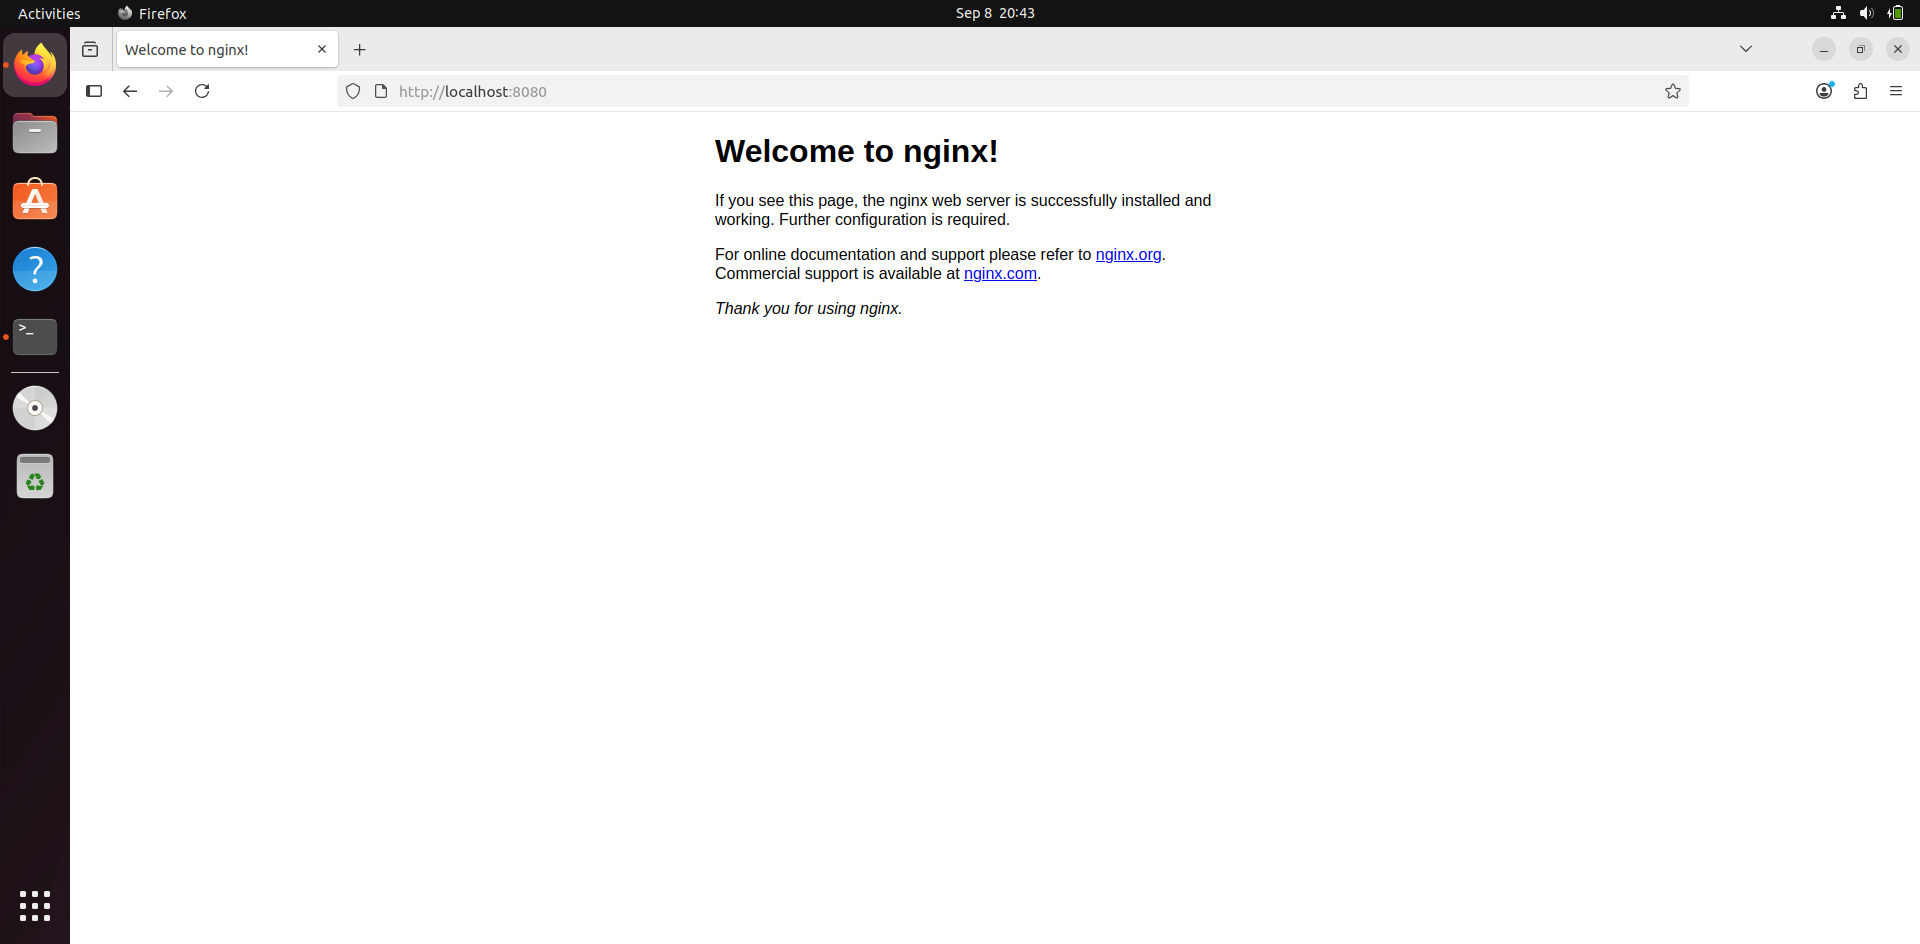 Activities
Firefox
Sep 8 20:43
Welcome to nginx!
http://localhost:8080
Welcome to nginx!
If you see this page, the nginx web server is successfully installed and
working. Further configuration is required.
For online documentation and support please refer to nginx.org.
Commercial support is available at nginx.com.
Thank you for using nginx.
>_